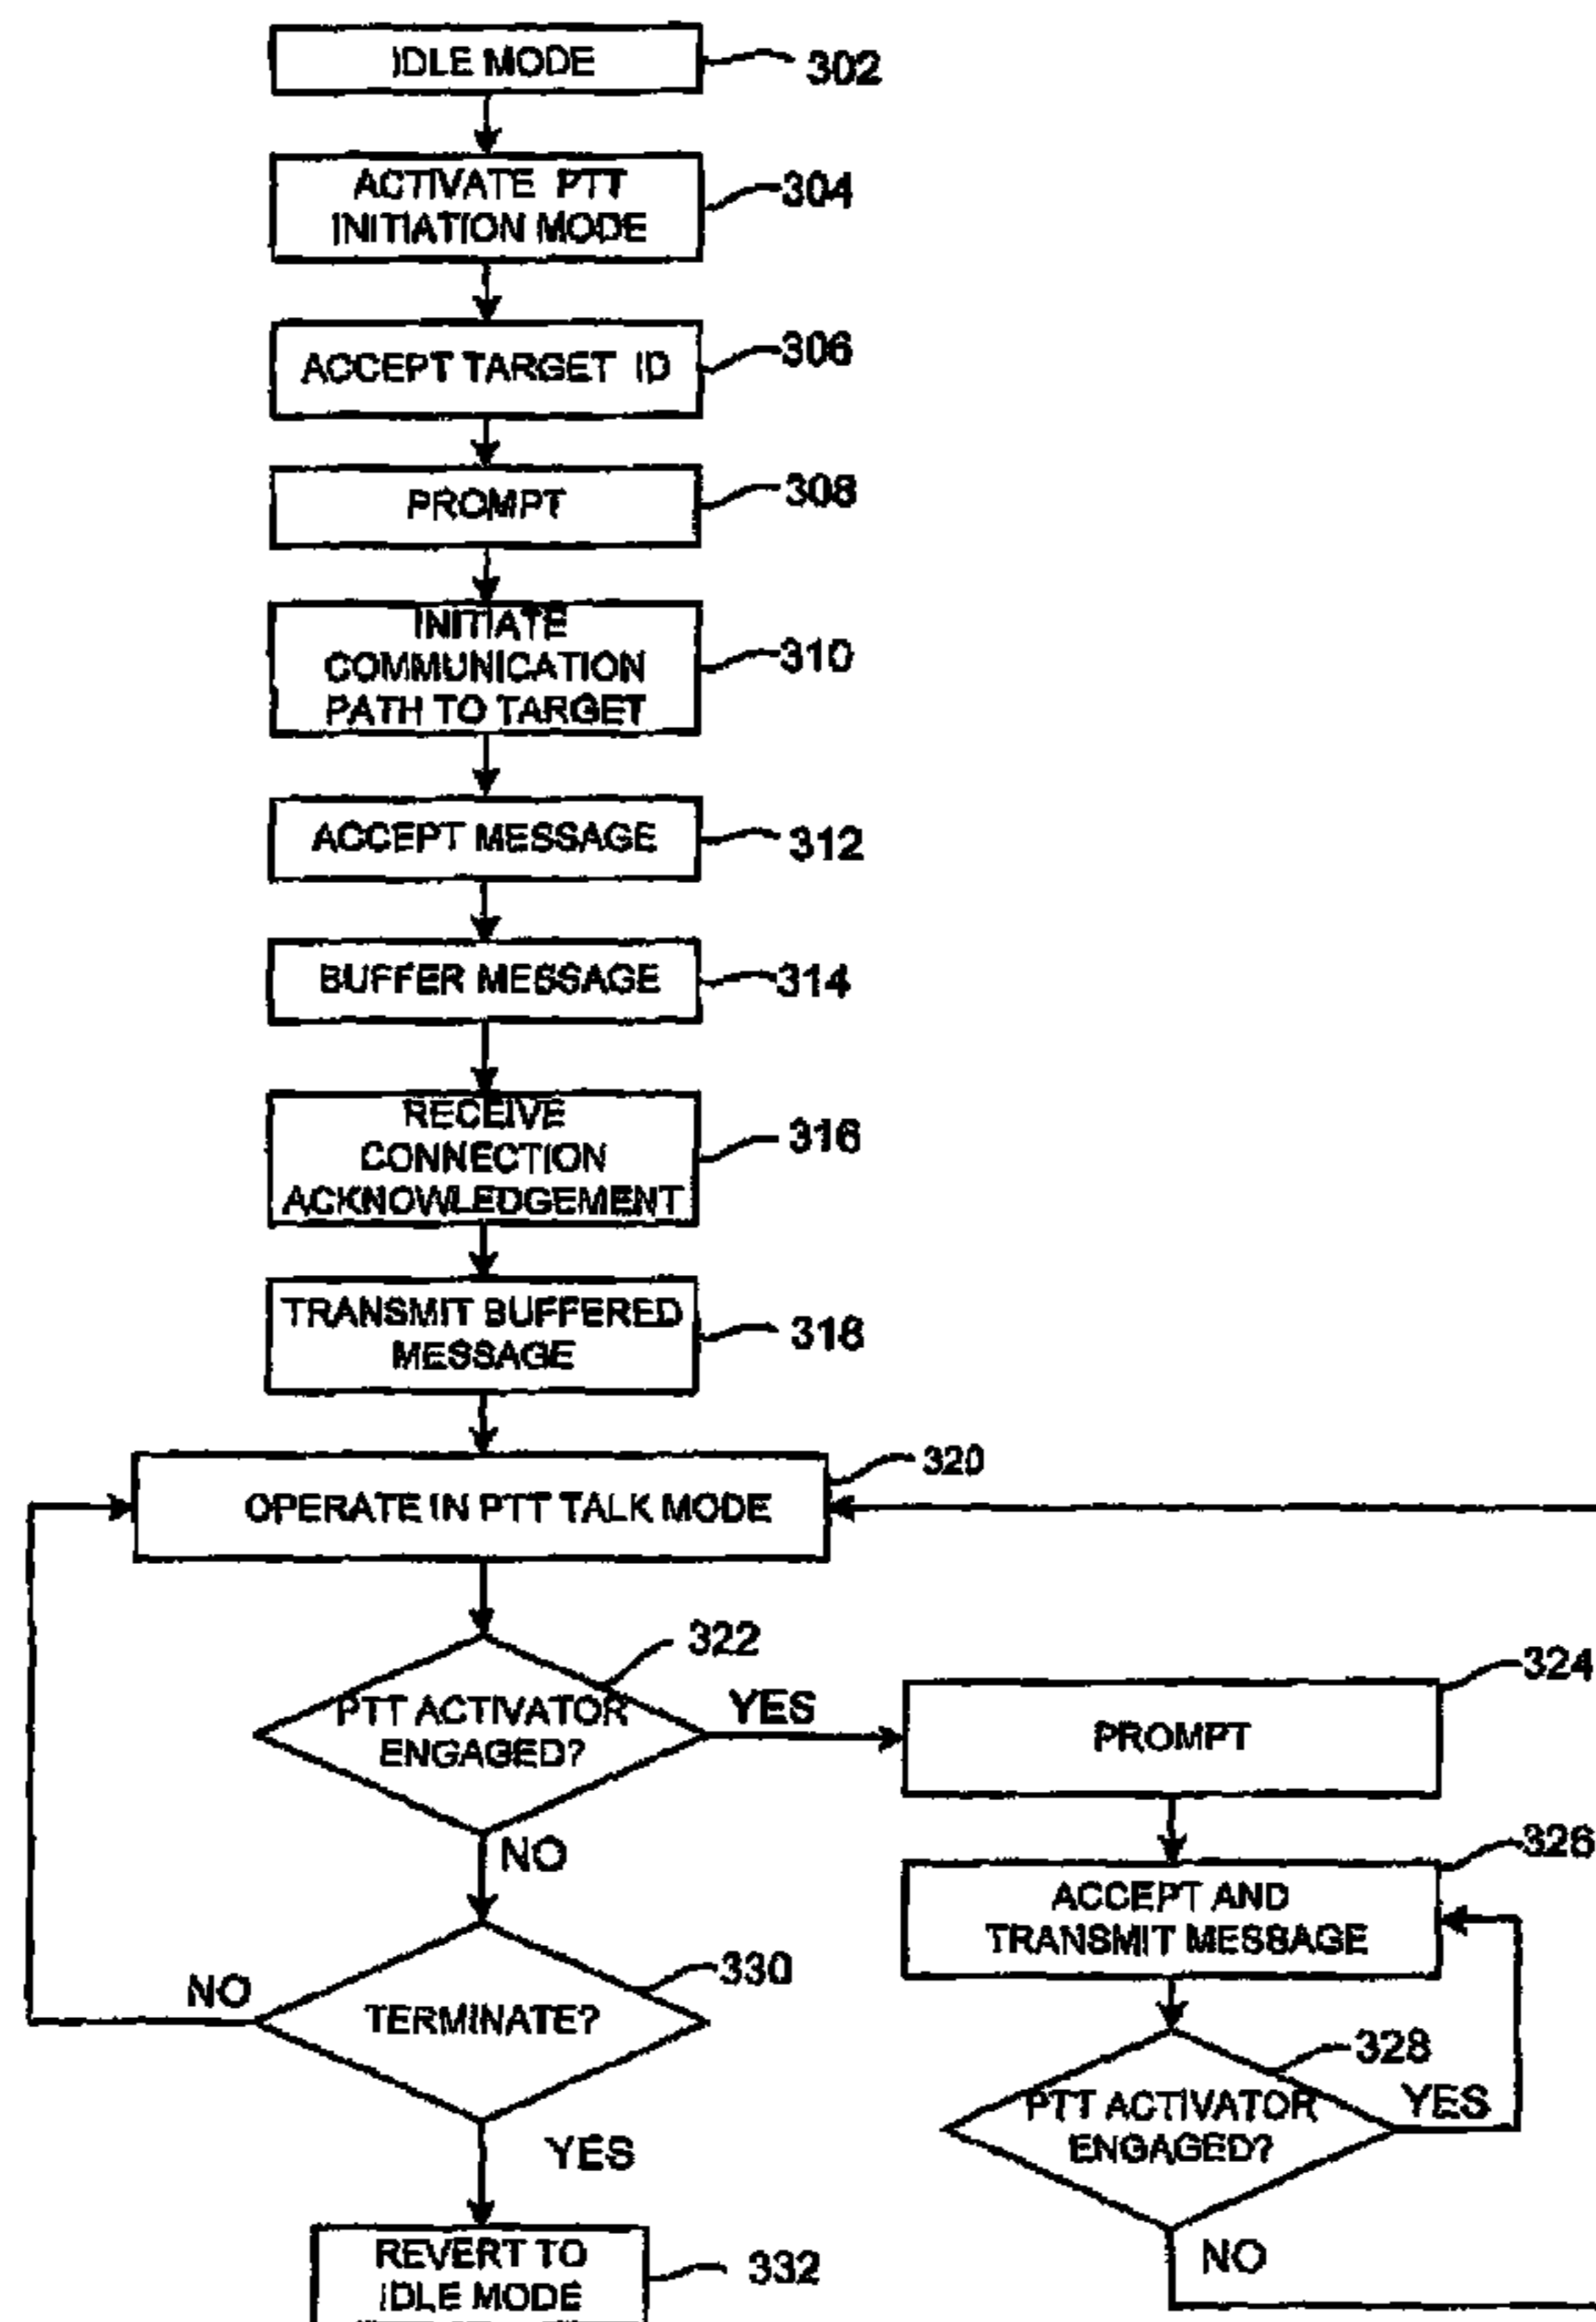 IDLE MODE
302
ACTIVATE PTT
INITIATION MODE
304
ACCEPT TARGET ID
306
PROMPT
308
INITIATE
COMMUNICATION
PATH TO TARGET
310
ACCEPT MESSAGE
312
BUFFER MESSAGE
314
RECEIVE
CONNECTION
ACKNOWLEDGEMENT
316
TRANSMIT BUFFERED
MESSAGE
318
OPERATE IN PTT TALK MODE
320
PTT ACTIVATOR
ENGAGED?
322
YES
NO
PROMPT
324
ACCEPT AND
TRANSMIT MESSAGE
326
PTT ACTIVATOR
ENGAGED?
328
YES
NO
TERMINATE?
330
NO
YES
REVERT TO
IDLE MODE
332